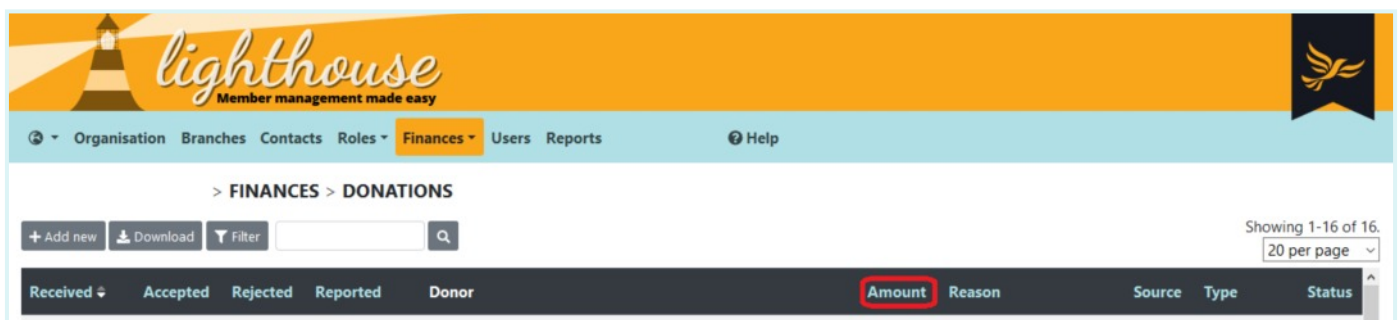 lighthouse
Member management made easy
Organisation Branches Contacts Roles Finances Users Reports Help
> FINANCES > DONATIONS
+ Add new Download Filter
Showing 1-16 of 16.
20 per page
Received Accepted Rejected Reported Donor Amount Reason Source Type Status